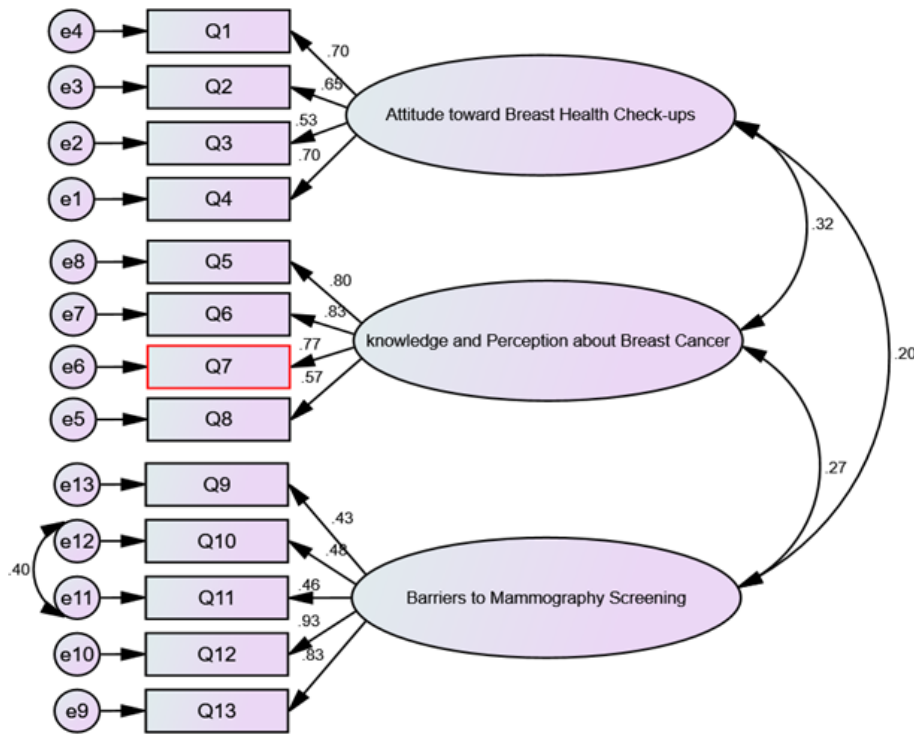 e4
Q1
.70
e3
Q2
.65
Attitude toward Breast Health Check-ups
.53
e2
Q3
.70
e1
Q4
.32
e8
Q5
.80
e7
Q6
.83
knowledge and Perception about Breast Cancer
.77
e6
Q7
.57
.20
e5
Q8
.27
e13
Q9
.43
e12
Q10
.48
.40
e11
Q11
.46
Barriers to Mammography Screening
.93
e10
Q12
.83
e9
Q13